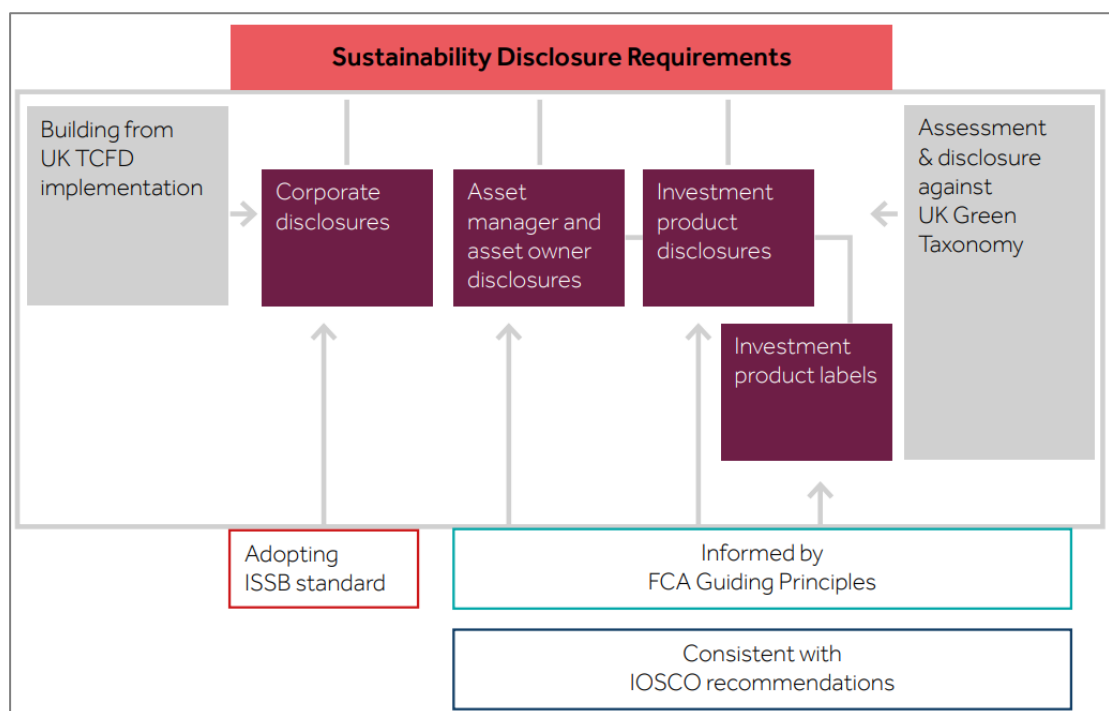 Sustainability Disclosure Requirements
Building from
UK TCFD
implementation
Corporate
disclosures
Asset
manager and
asset owner
disclosures
Investment
product
disclosures
Investment
product labels
Assessment
& disclosure
against
UK Green
Taxonomy
Adopting
ISSB standard
Informed by
FCA Guiding Principles
Consistent with
IOSCO recommendations